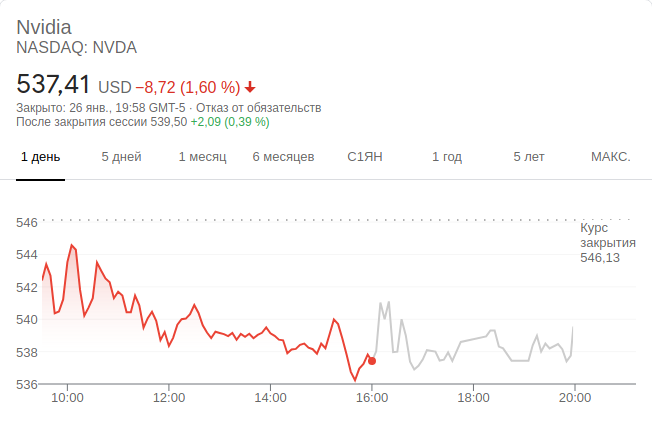 Nvidia
NASDAQ: NVDA
537,41 USD −8,72 (1,60 %)
Закрыто: 26 янв., 19:58 GMT-5 · Отказ от обязательств
После закрытия сессии 539,50 +2,09 (0,39 %)
1 день 5 дней 1 месяц 6 месяцев С1ЯН 1 год 5 лет МАКС.
546
Курс
закрытия
546,13
544
542
540
538
536
10:00 12:00 14:00 16:00 18:00 20:00